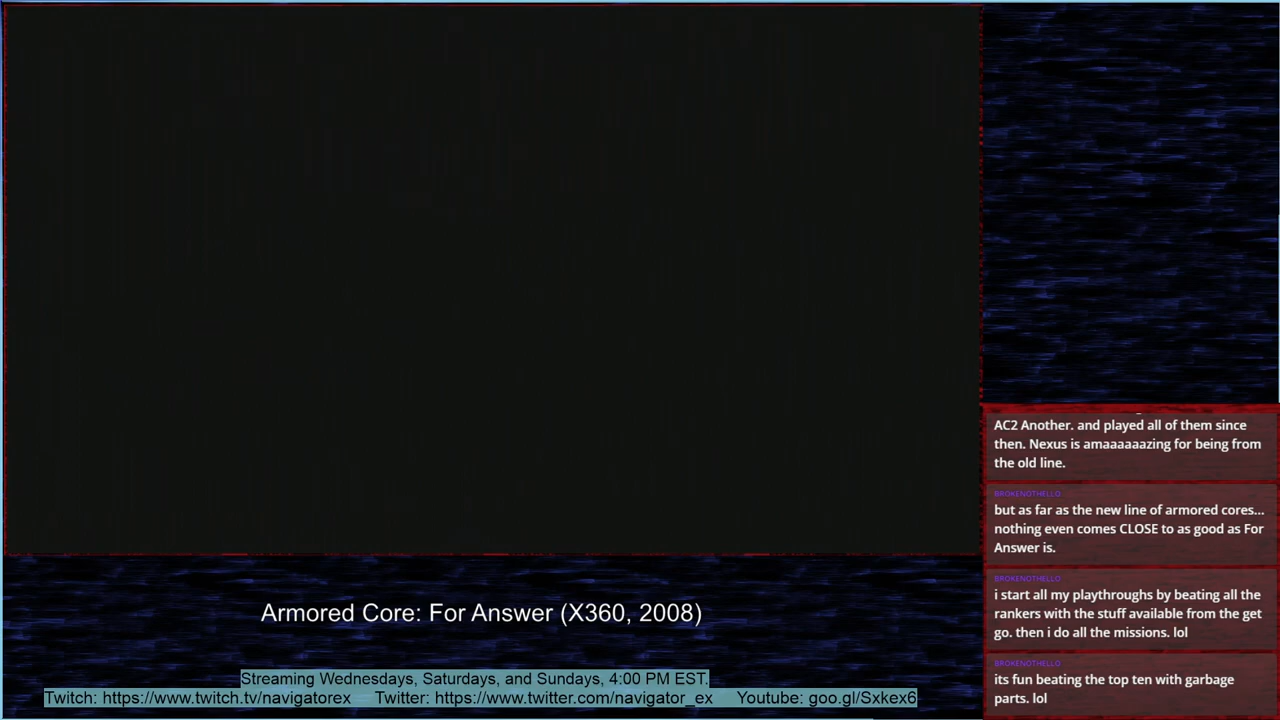 AC2 Another. and played all of them since
then. Nexus is amaaaaaazing for being from
the old line.
BROKENOTHELLO
but as far as the new line of armored cores...
nothing even comes CLOSE to as good as For
Answer is.
BROKENOTHELLO
i start all my playthroughs by beating all the
rankers with the stuff available from the get
go. then i do all the missions. lol
BROKENOTHELLO
its fun beating the top ten with garbage
parts. lol
Armored Core: For Answer (X360, 2008)
Streaming Wednesdays, Saturdays, and Sundays, 4:00 PM EST.
Twitch: https://www.twitch.tv/navigatorex Twitter: https://www.twitter.com/navigator_ex Youtube: goo.gl/Sxkex6